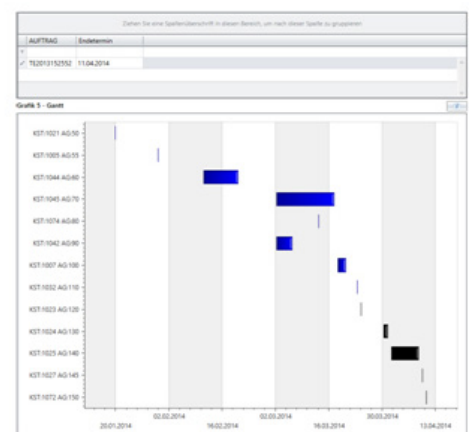 Ziehen Sie eine Spaltenüberschrift in diesen Bereich, um nach dieser Spalte zu gruppieren
AUFTRAG Endetermin
TE2013152552 11.04.2014
Grafik 5 - Gantt
KST:1021 AG:50
KST:1005 AG:55
KST:1044 AG:60
KST:1045 AG:70
KST:1074 AG:80
KST:1042 AG:90
KST:1007 AG:100
KST:1032 AG:110
KST:1023 AG:120
KST:1024 AG:130
KST:1025 AG:140
KST:1027 AG:145
KST:1072 AG:150
02.02.2014 02.03.2014 30.03.2014
20.01.2014 16.02.2014 16.03.2014 13.04.2014